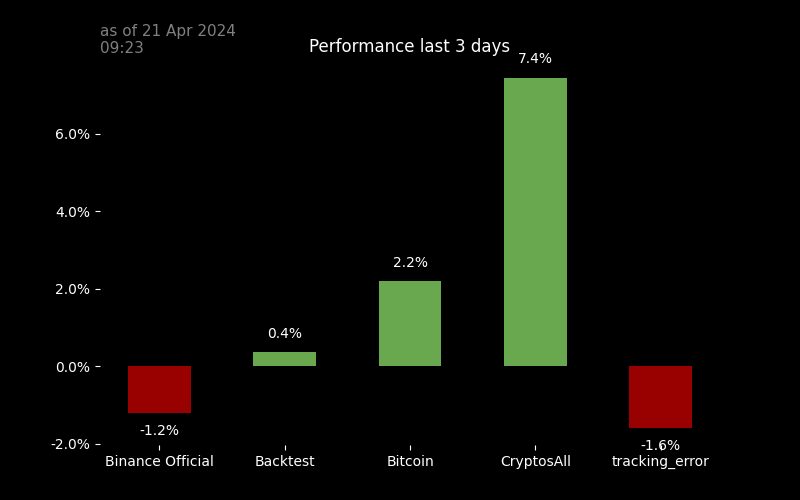 as of 21 Apr 2024
09:23
Performance last 3 days
7.4%
6.0%
4.0%
2.2%
2.0%
0.4%
0.0%
-1.2%
-2.0%
-1.6%
Binance Official
Backtest
Bitcoin
CryptosAll
tracking_error